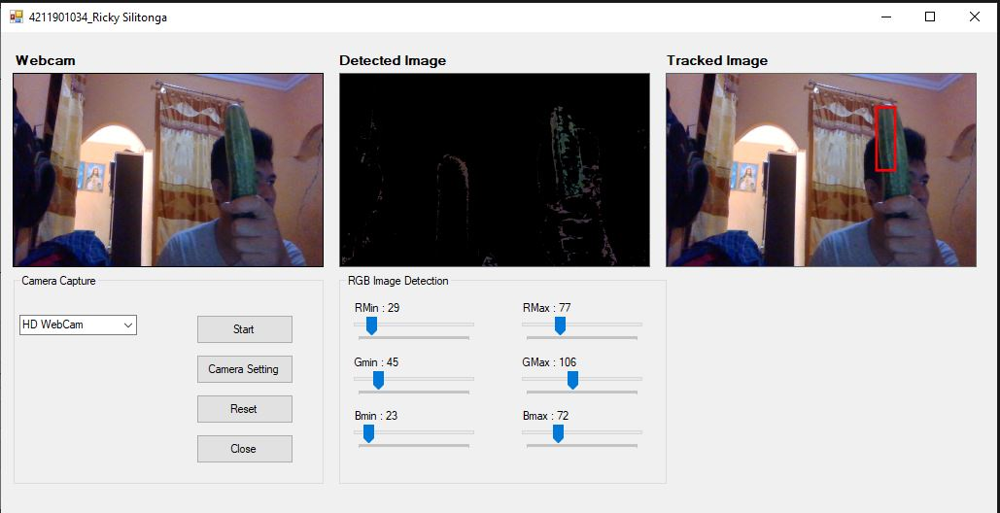 4211901034_Ricky Silitonga
Webcam
Detected Image
Tracked Image
Camera Capture
HD WebCam
Start
Camera Setting
Reset
Close
RGB Image Detection
RMin : 29
RMax : 77
Gmin : 45
GMax : 106
Bmin : 23
Bmax : 72